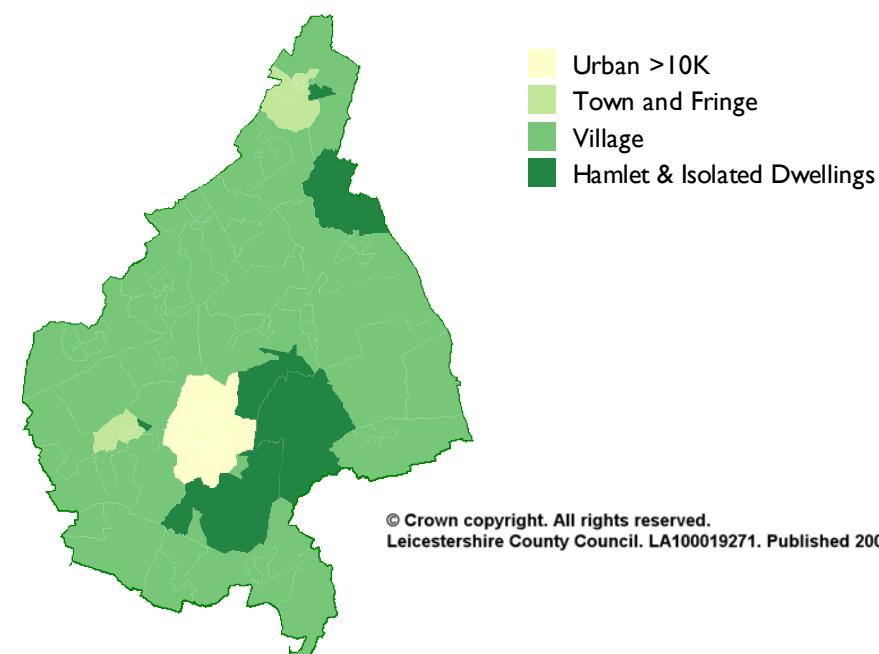 Urban >10K
Town and Fringe
Village
Hamlet & Isolated Dwellings
© Crown copyright. All rights reserved.
Leicestershire County Council. LA100019271. Published